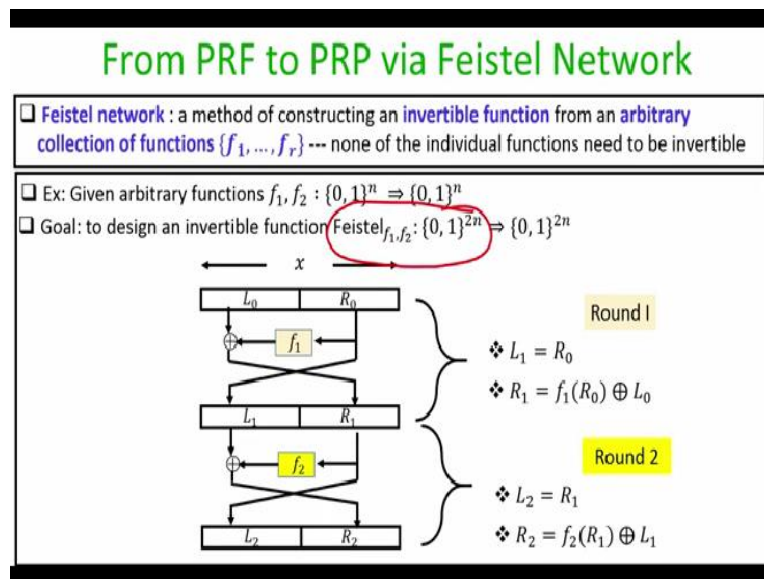 From PRF to PRP via Feistel Network
❑ Feistel network : a method of constructing an invertible function from an arbitrary
collection of functions {f₁, …, fᵣ} --- none of the individual functions need to be invertible
❑ Ex: Given arbitrary functions f₁, f₂ : {0, 1}ⁿ ⇒ {0, 1}ⁿ
❑ Goal: to design an invertible function Feistel_{f₁,f₂}: {0, 1}²ⁿ ⇒ {0, 1}²ⁿ
x
L₀ R₀
Round I
f₁
❖ L₁ = R₀
❖ R₁ = f₁(R₀) ⊕ L₀
L₁ R₁
Round 2
f₂
❖ L₂ = R₁
❖ R₂ = f₂(R₁) ⊕ L₁
L₂ R₂